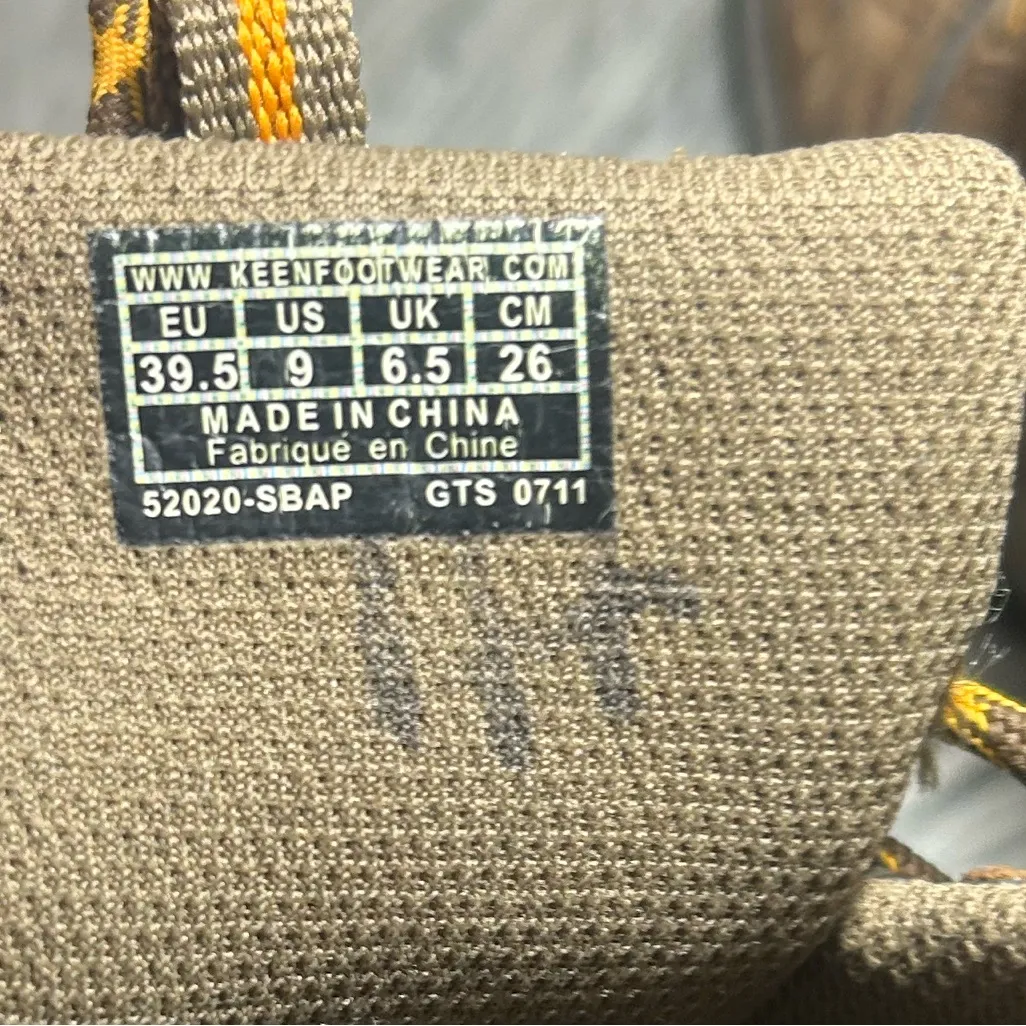 WWW KEENFOOTWEAR.COM
EU US UK CM
39.5 9 6.5 26
MADE IN CHINA
Fabriqué en Chine
52020-SBAP GTS 0711